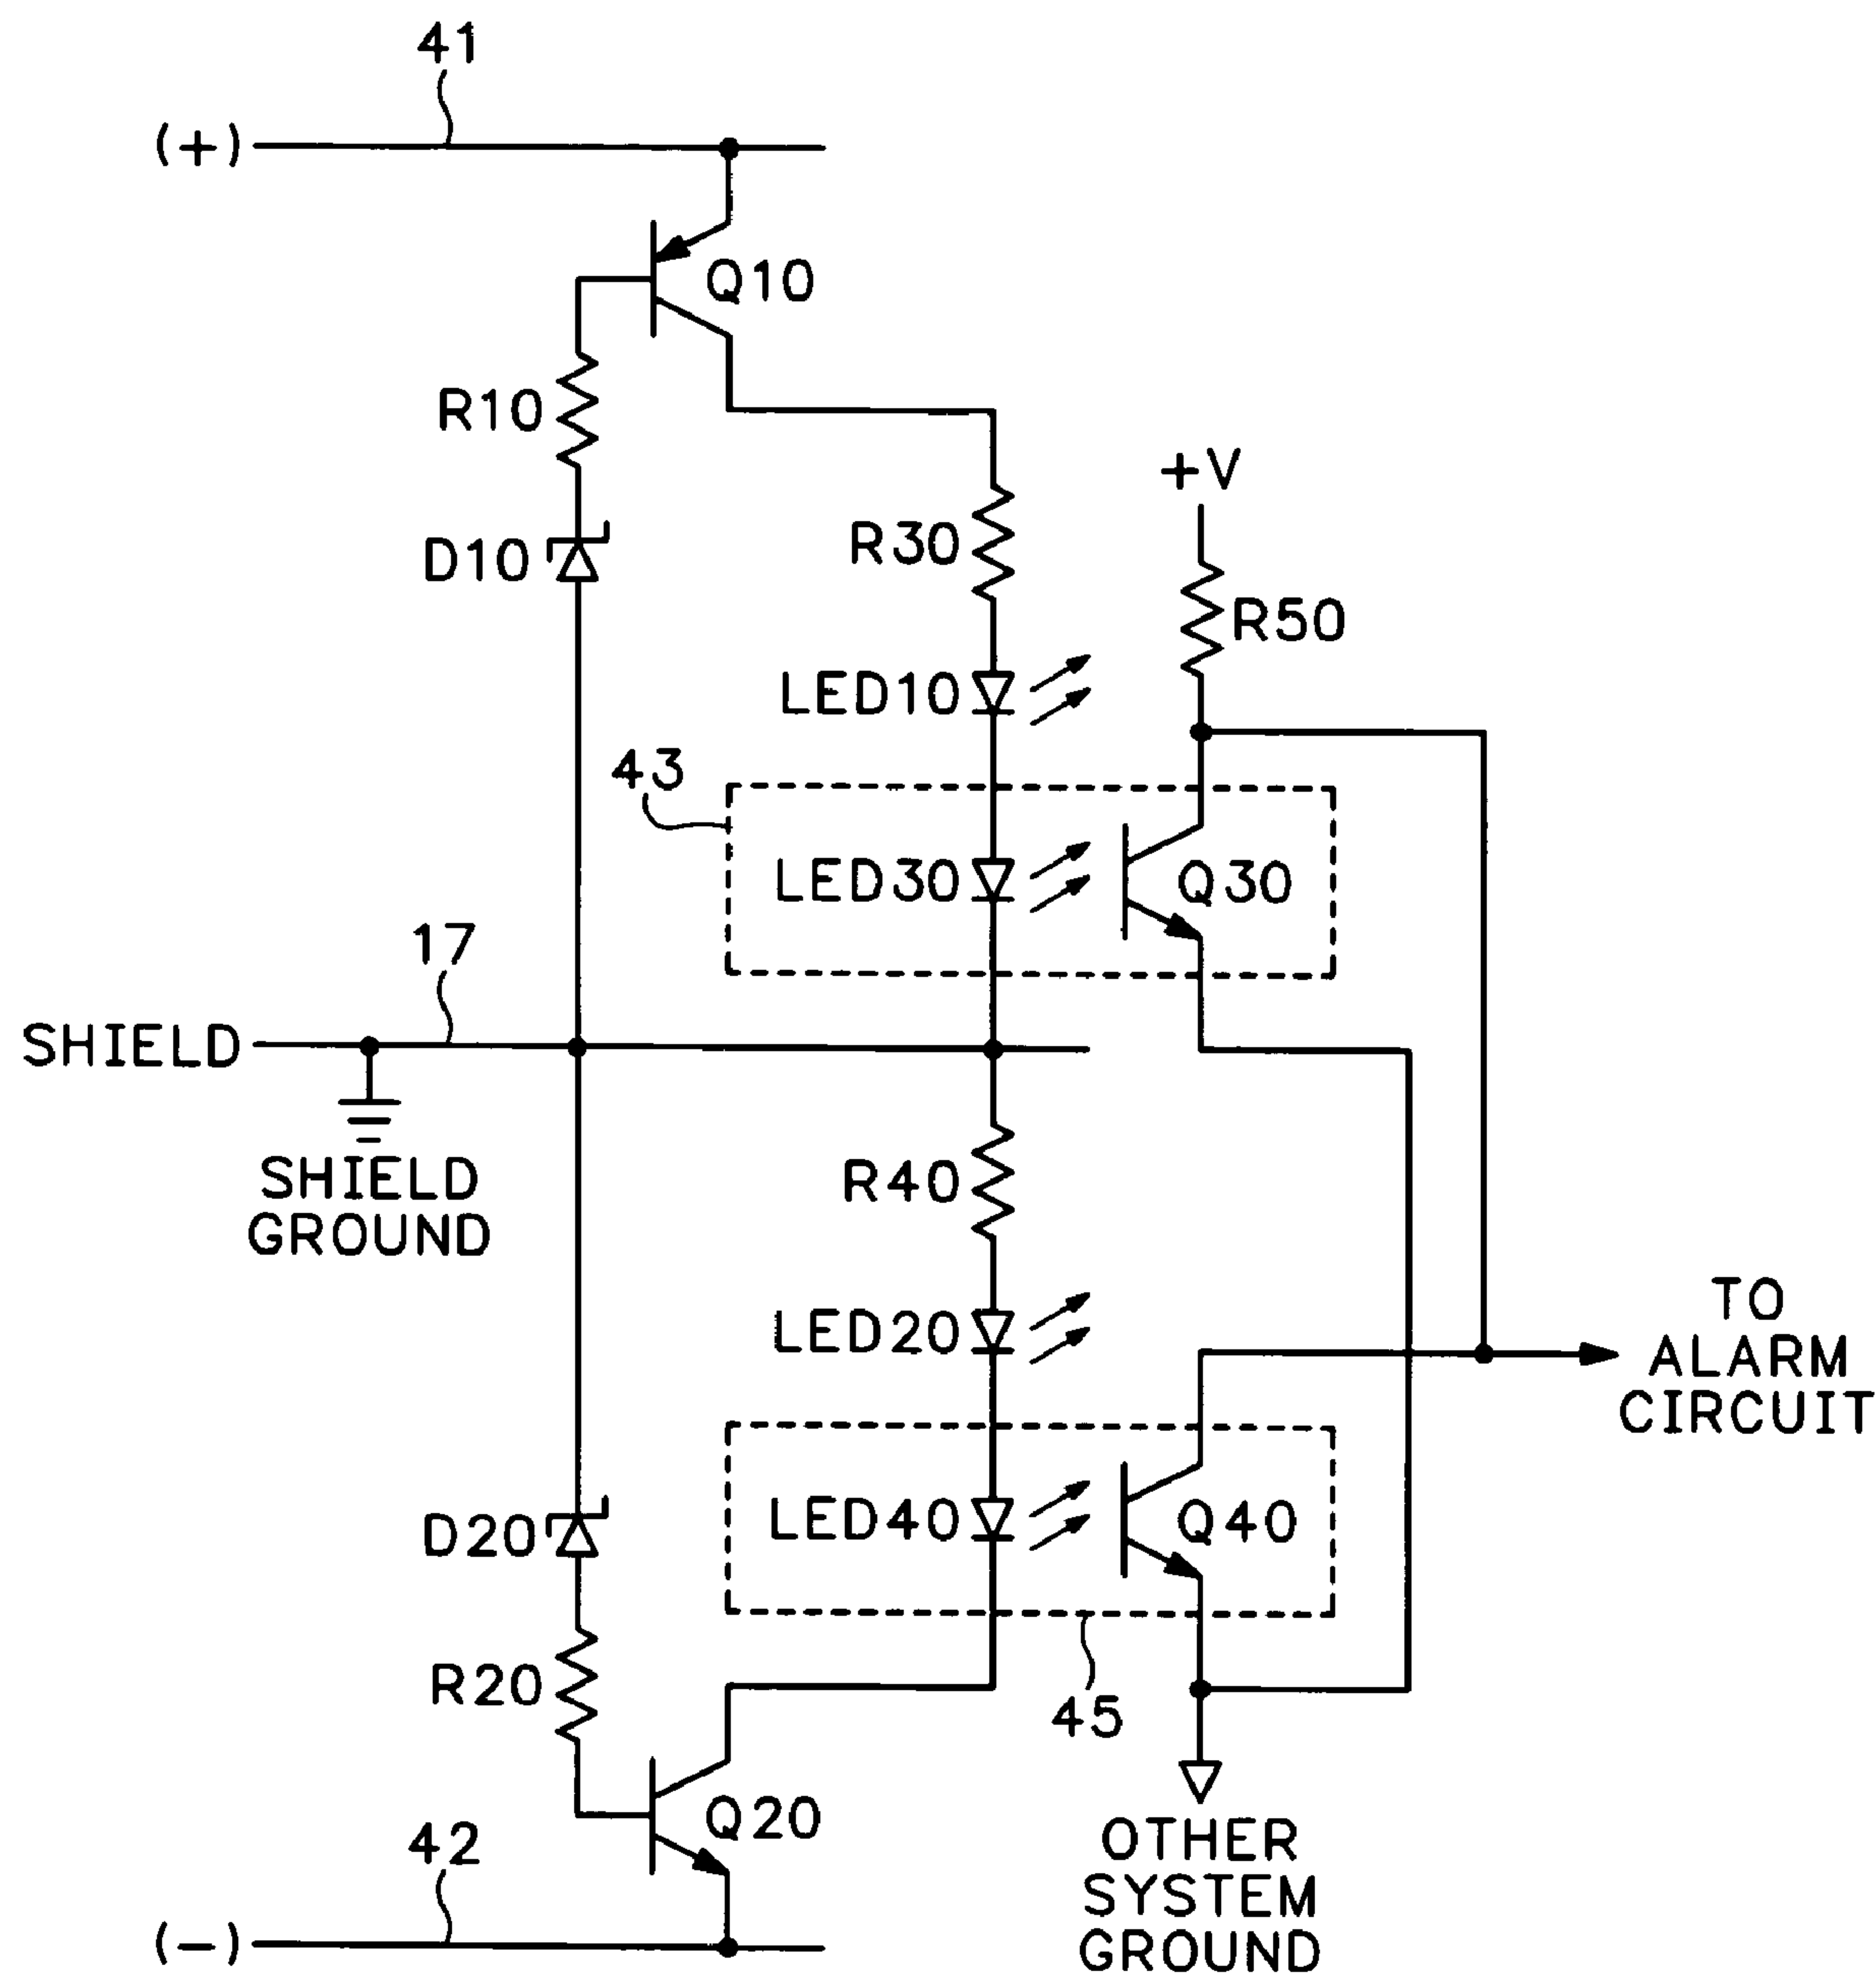 41
(+)
Q10
R10
+V
D10
R30
R50
LED10
43
LED30
Q30
17
SHIELD
SHIELD
GROUND
R40
LED20
TO
ALARM
CIRCUIT
D20
LED40
Q40
R20
45
Q20
42
OTHER
SYSTEM
GROUND
(-)